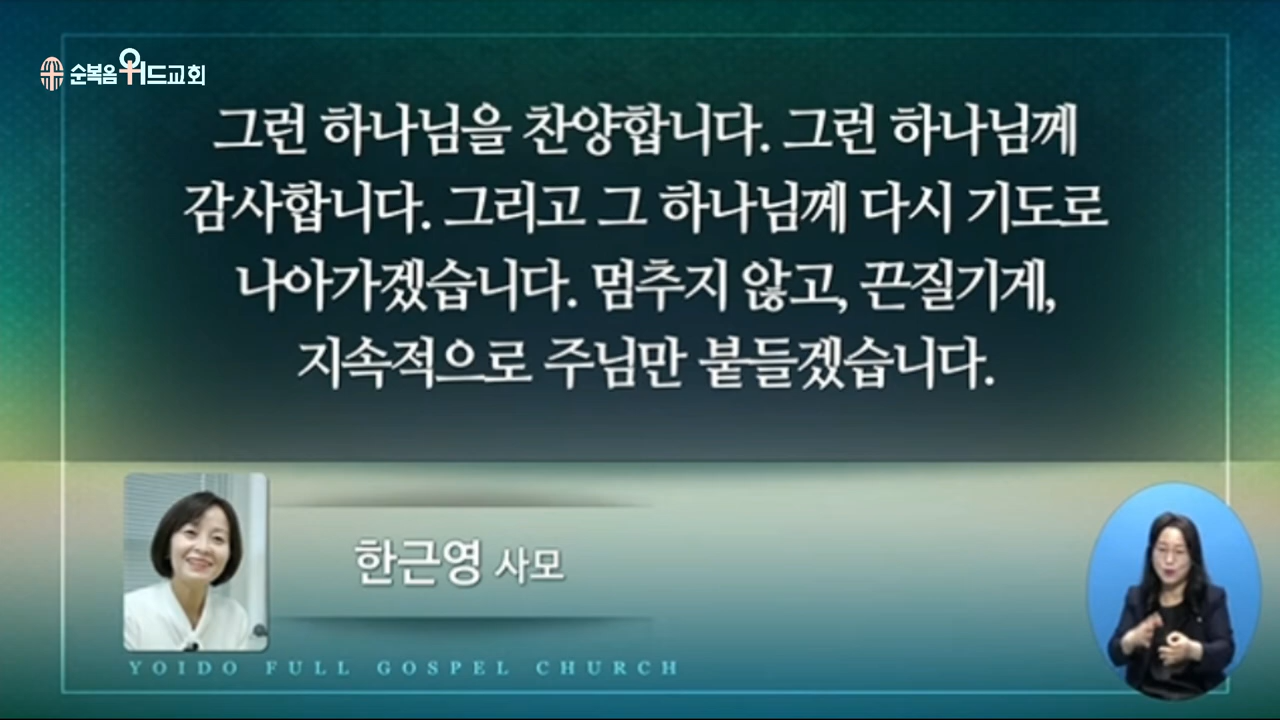 순복음위드교회
그런 하나님을 찬양합니다. 그런 하나님께
감사합니다. 그리고 그 하나님께 다시 기도로
나아가겠습니다. 멈추지 않고, 끈질기게,
지속적으로 주님만 붙들겠습니다.
한근영 사모
YOIDO FULL GOSPEL CHURCH